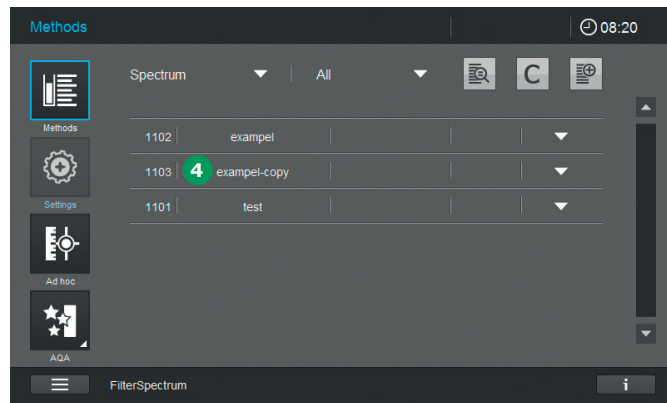 Methods 08:20
Spectrum All C
Methods
1102 exampel
1103 4 exampel-copy
Settings
1101 test
Ad hoc
AQA
FilterSpectrum i